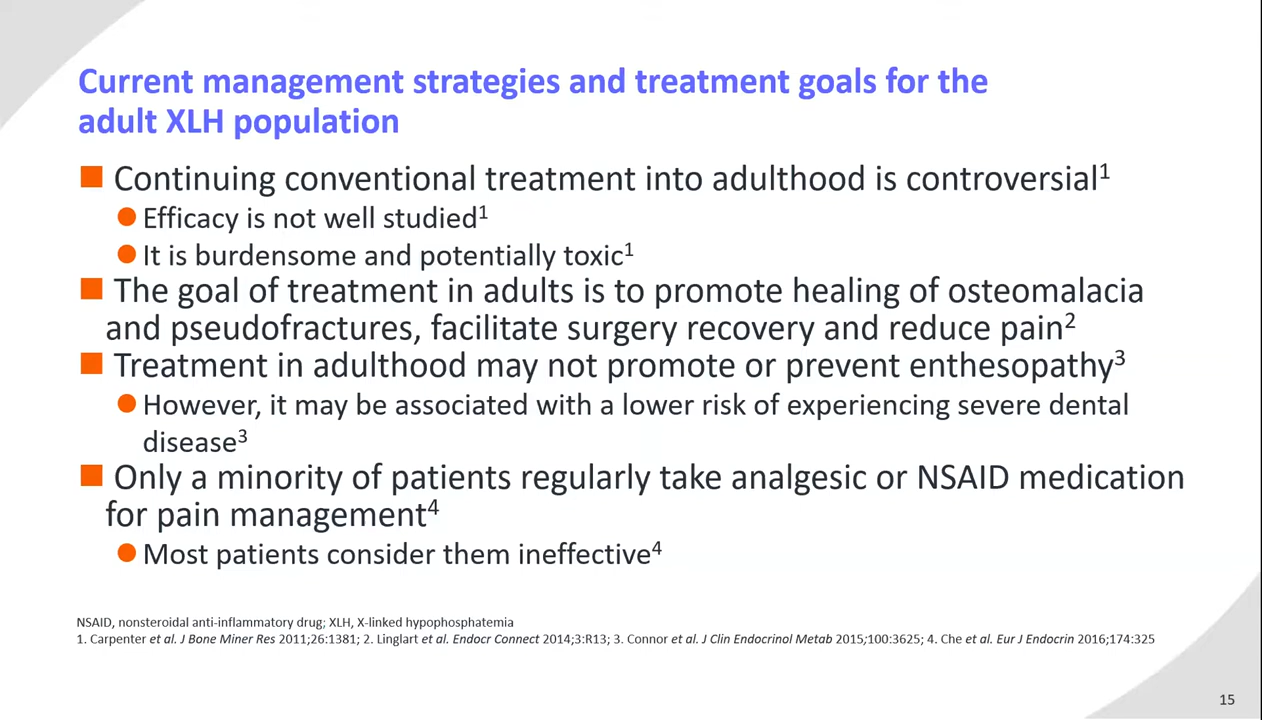 Current management strategies and treatment goals for the
adult XLH population
■ Continuing conventional treatment into adulthood is controversial¹
● Efficacy is not well studied¹
● It is burdensome and potentially toxic¹
■ The goal of treatment in adults is to promote healing of osteomalacia
and pseudofractures, facilitate surgery recovery and reduce pain²
■ Treatment in adulthood may not promote or prevent enthesopathy³
● However, it may be associated with a lower risk of experiencing severe dental
disease³
■ Only a minority of patients regularly take analgesic or NSAID medication
for pain management⁴
● Most patients consider them ineffective⁴
NSAID, nonsteroidal anti-inflammatory drug; XLH, X-linked hypophosphatemia
1. Carpenter et al. J Bone Miner Res 2011;26:1381; 2. Linglart et al. Endocr Connect 2014;3:R13; 3. Connor et al. J Clin Endocrinol Metab 2015;100:3625; 4. Che et al. Eur J Endocrin 2016;174:325
15